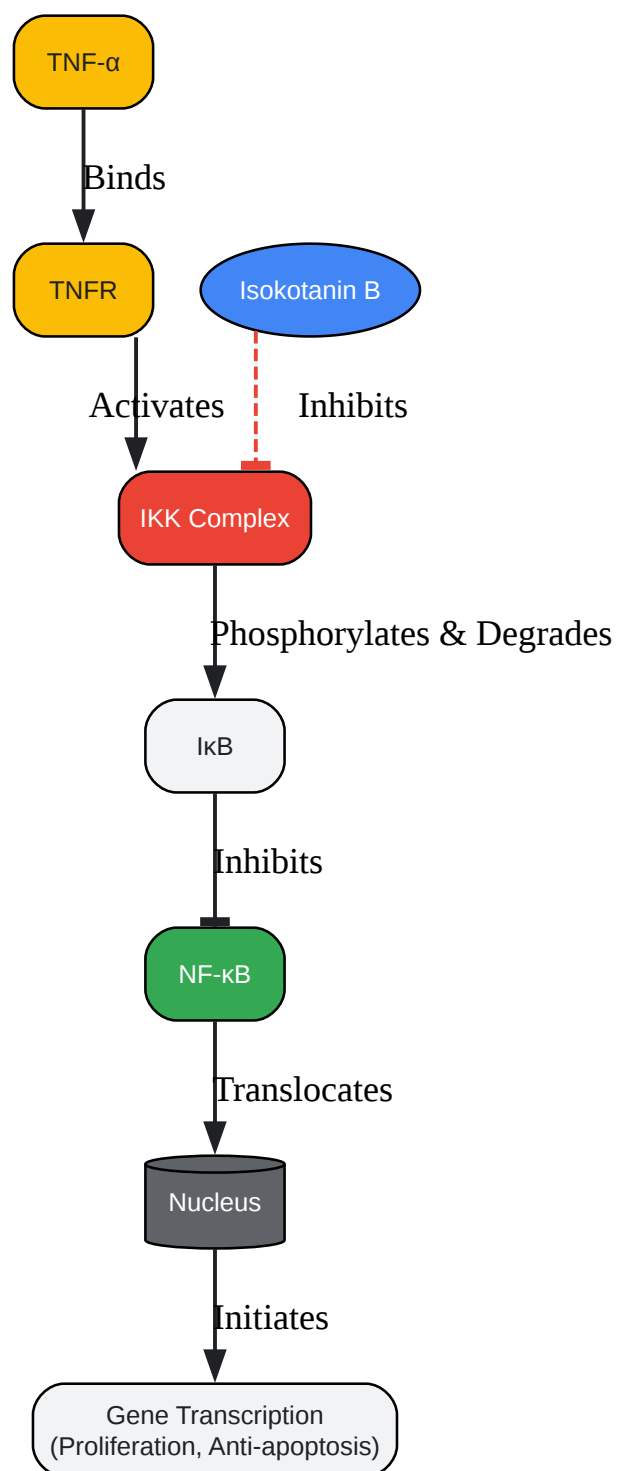 TNF-α
Binds
TNFR
Isokotanin B
Activates
Inhibits
IKK Complex
Phosphorylates & Degrades
IκB
Inhibits
NF-κB
Translocates
Nucleus
Initiates
Gene Transcription
(Proliferation, Anti-apoptosis)